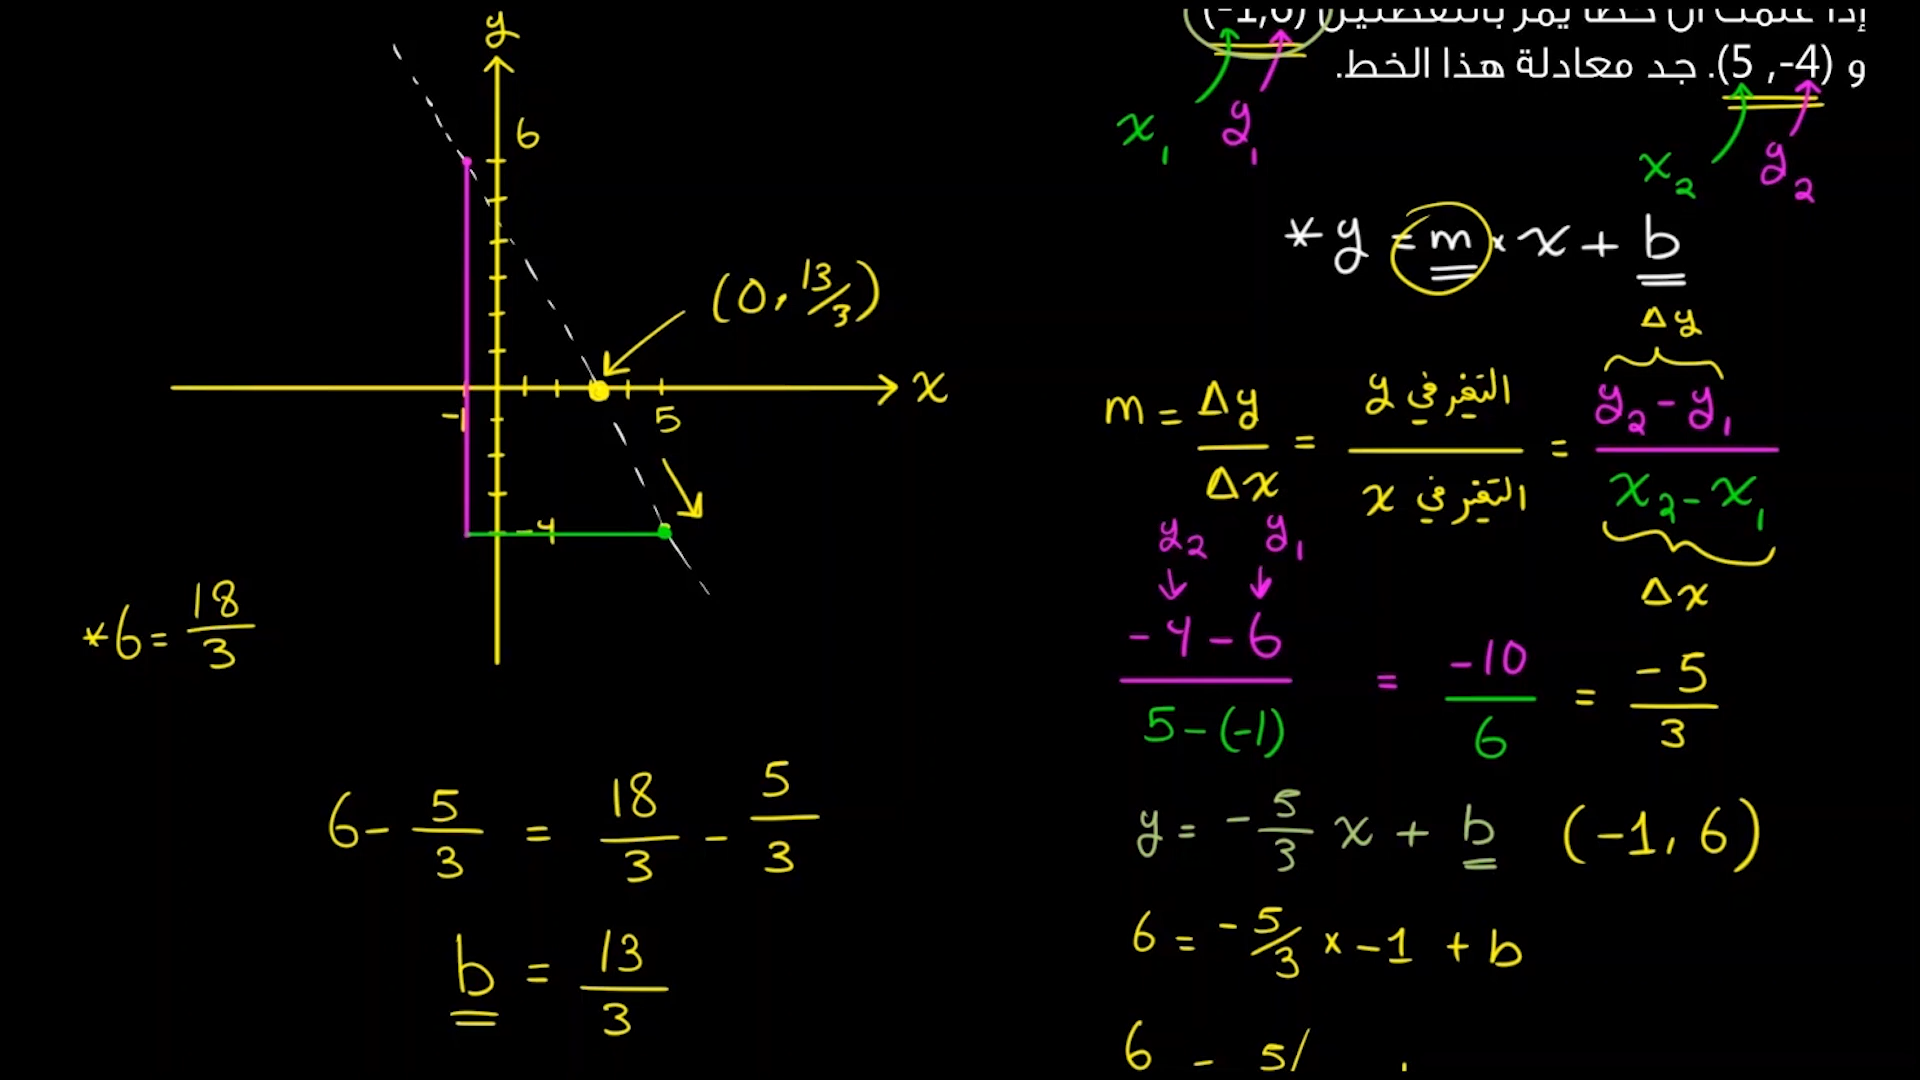 إذا علمت أن خطا يمر بالنقطتين (-1,6)
و (5 ,-4). جد معادلة هذا الخط.
x₁ y₁
x₂ y₂
* y = m × x + b
y
6
(0, 13/3)
x
-1
5
-4
Δy
m = Δy/Δx = التغير في y/التغير في x = y₂ - y₁/x₂ - x₁
Δx
y₂ y₁
-4 - 6/5 - (-1) = -10/6 = -5/3
* 6 = 18/3
y = -5/3 x + b (-1, 6)
6 - 5/3 = 18/3 - 5/3
6 = -5/3 × -1 + b
b = 13/3
6 - 5/